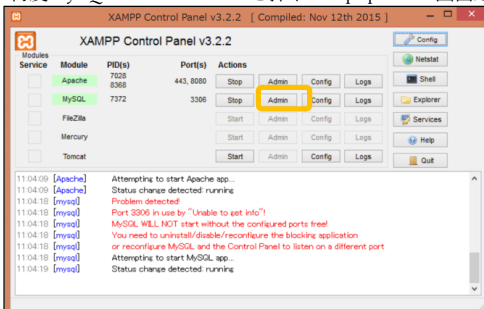 XAMPP Control Panel v3.2.2 [ Compiled: Nov 12th 2015 ]
XAMPP Control Panel v3.2.2
Config
Modules
Service Module PID(s) Port(s) Actions
Netstat
Apache 7028 8368 443, 8080 Stop Admin Config Logs
Shell
MySQL 7372 3306 Stop Admin Config Logs
Explorer
FileZilla Start Admin Config Logs
Services
Mercury Start Admin Config Logs
Help
Tomcat Start Admin Config Logs
Quit
11:04:09 [Apache] Attempting to start Apache app...
11:04:09 [Apache] Status change detected: running
11:04:18 [mysql] Problem detected!
11:04:18 [mysql] Port 3306 in use by "Unable to get info"!
11:04:18 [mysql] MySQL WILL NOT start without the configured ports free!
11:04:18 [mysql] You need to uninstall/disable/reconfigure the blocking application
11:04:18 [mysql] or reconfigure MySQL and the Control Panel to listen on a different port
11:04:18 [mysql] Attempting to start MySQL app...
11:04:19 [mysql] Status change detected: running